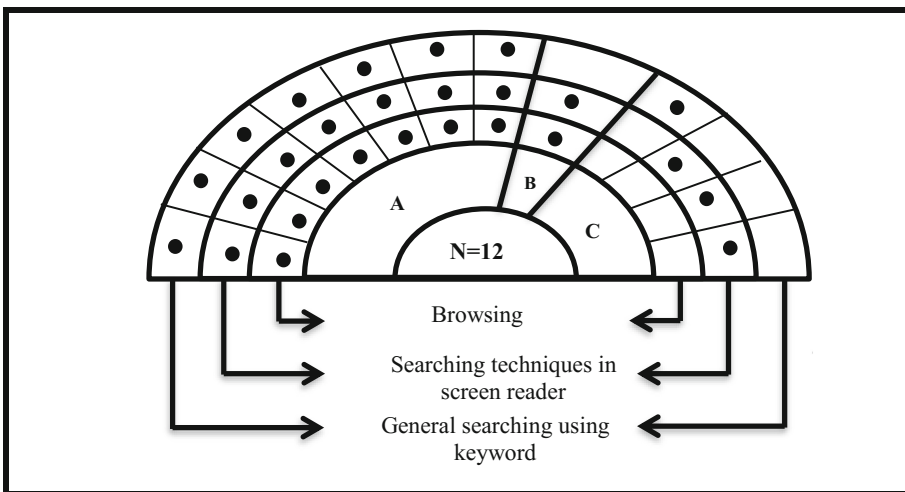 A
B
C
N=12
Browsing
Searching techniques in
screen reader
General searching using
keyword